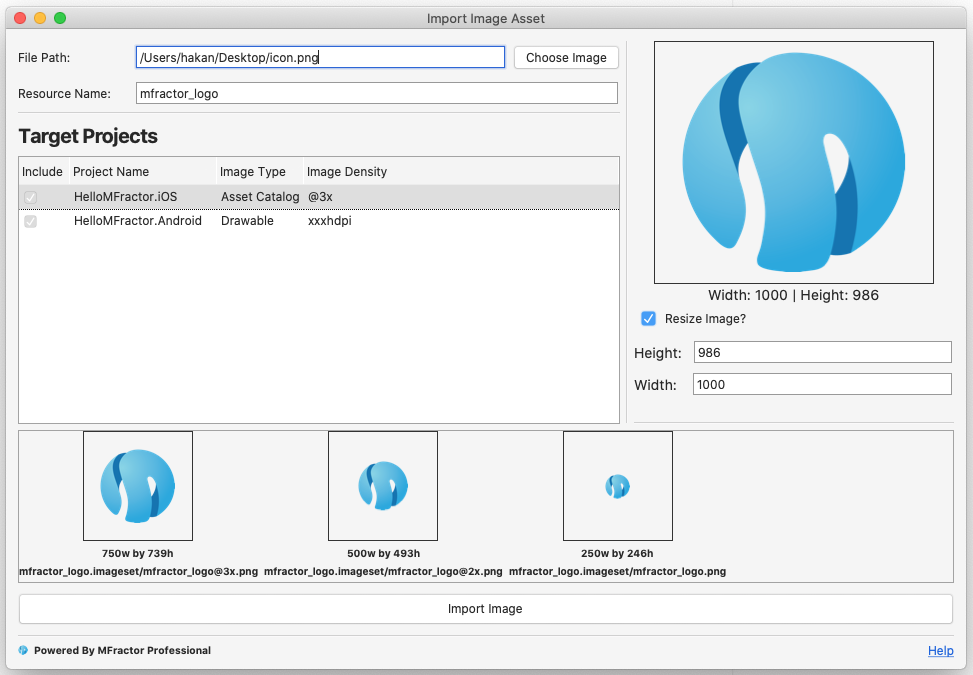 Import Image Asset
File Path: /Users/hakan/Desktop/icon.png Choose Image
Resource Name: mfractor_logo
Target Projects
Include Project Name Image Type Image Density
HelloMFractor.iOS Asset Catalog @3x
HelloMFractor.Android Drawable xxxhdpi
Width: 1000 | Height: 986
Resize Image?
Height: 986
Width: 1000
750w by 739h 500w by 493h 250w by 246h
mfractor_logo.imageset/mfractor_logo@3x.png mfractor_logo.imageset/mfractor_logo@2x.png mfractor_logo.imageset/mfractor_logo.png
Import Image
Powered By MFractor Professional Help